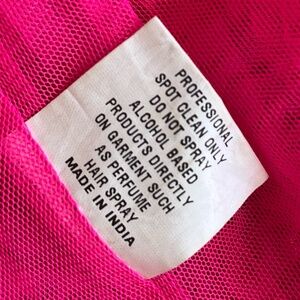 PROFESSIONAL
SPOT CLEAN ONLY
DO NOT SPRAY
ALCOHOL BASED
PRODUCTS DIRECTLY
ON GARMENT SUCH
AS PERFUME
HAIR SPRAY
MADE IN INDIA